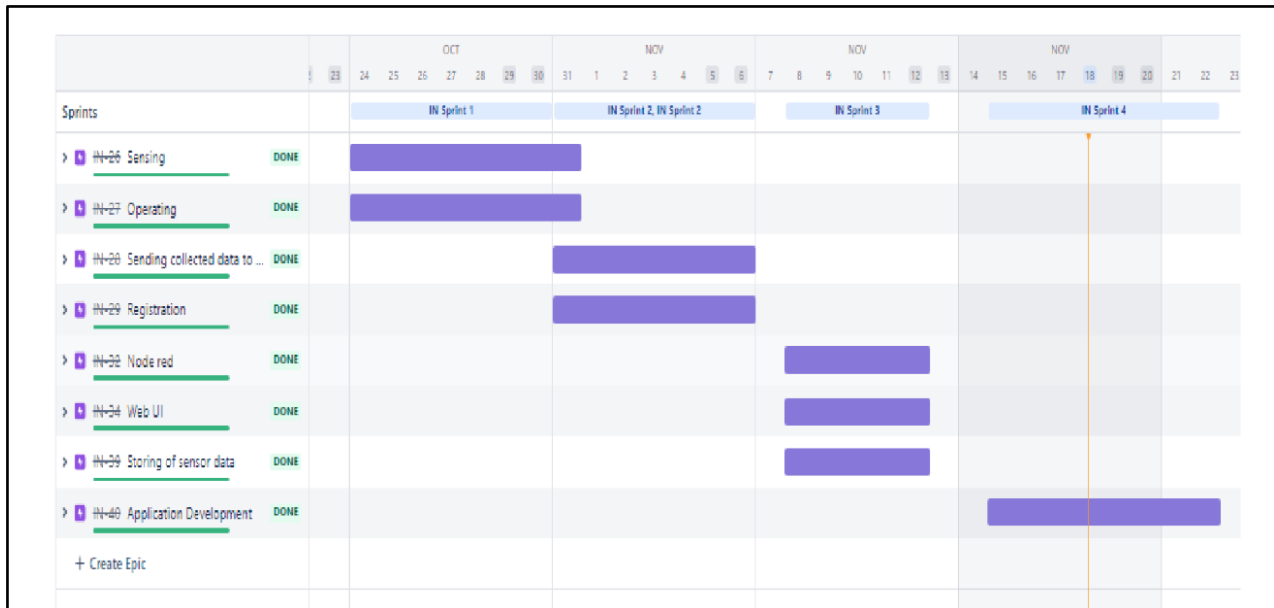 OCT NOV NOV NOV
23 24 25 26 27 28 29 30 31 1 2 3 4 5 6 7 8 9 10 11 12 13 14 15 16 17 18 19 20 21 22 23
Sprints IN Sprint 1 IN Sprint 2, IN Sprint 2 IN Sprint 3 IN Sprint 4
IN-26 Sensing DONE
IN-27 Operating DONE
IN-28 Sending collected data to ... DONE
IN-29 Registration DONE
IN-32 Node red DONE
IN-34 Web UI DONE
IN-39 Storing of sensor data DONE
IN-40 Application Development DONE
+ Create Epic